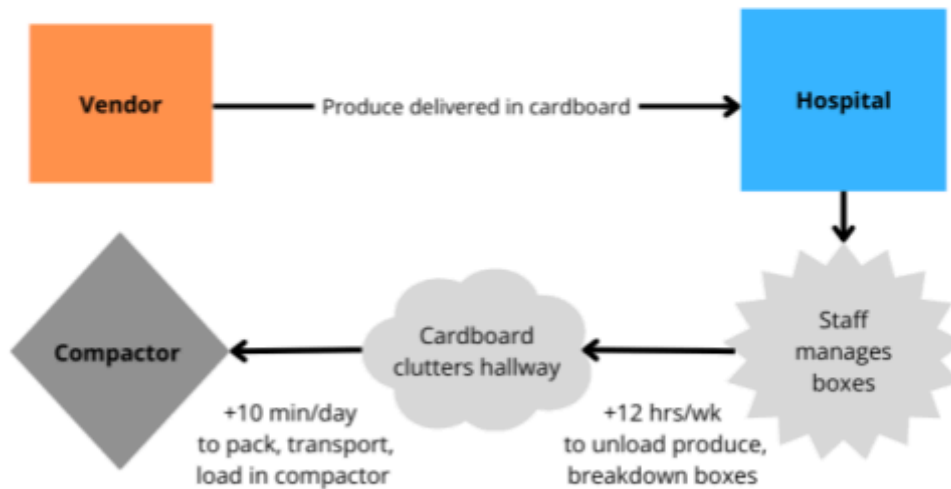 Vendor
Produce delivered in cardboard
Hospital
Staff
manages
boxes
Cardboard
clutters hallway
Compactor
+12 hrs/wk
to unload produce,
breakdown boxes
+10 min/day
to pack, transport,
load in compactor